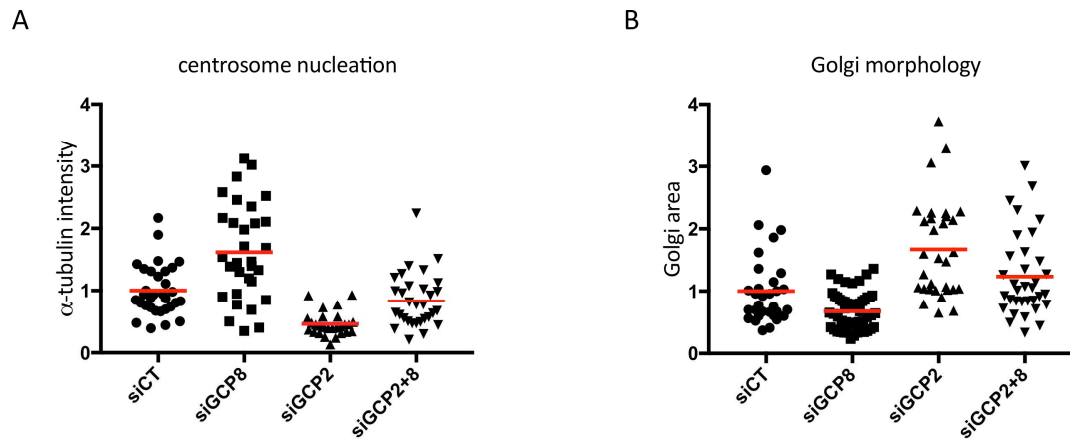 A
centrosome nucleation
α-tubulin intensity
4
3
2
1
0
siCT
siGCP8
siGCP2
siGCP2+8
B
Golgi morphology
Golgi area
4
3
2
1
0
siCT
siGCP8
siGCP2
siGCP2+8